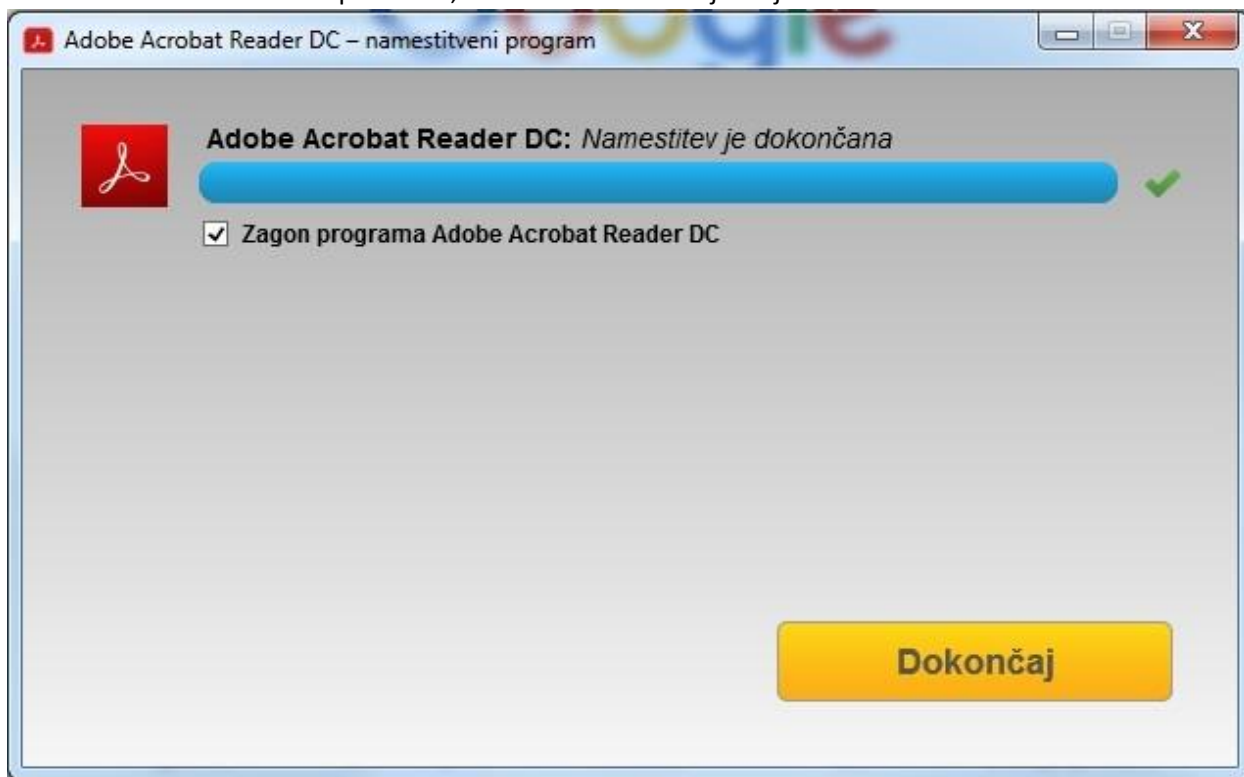 Adobe Acrobat Reader DC – namestitveni program
Adobe Acrobat Reader DC: Namestitev je dokončana
Zagon programa Adobe Acrobat Reader DC
Dokončaj